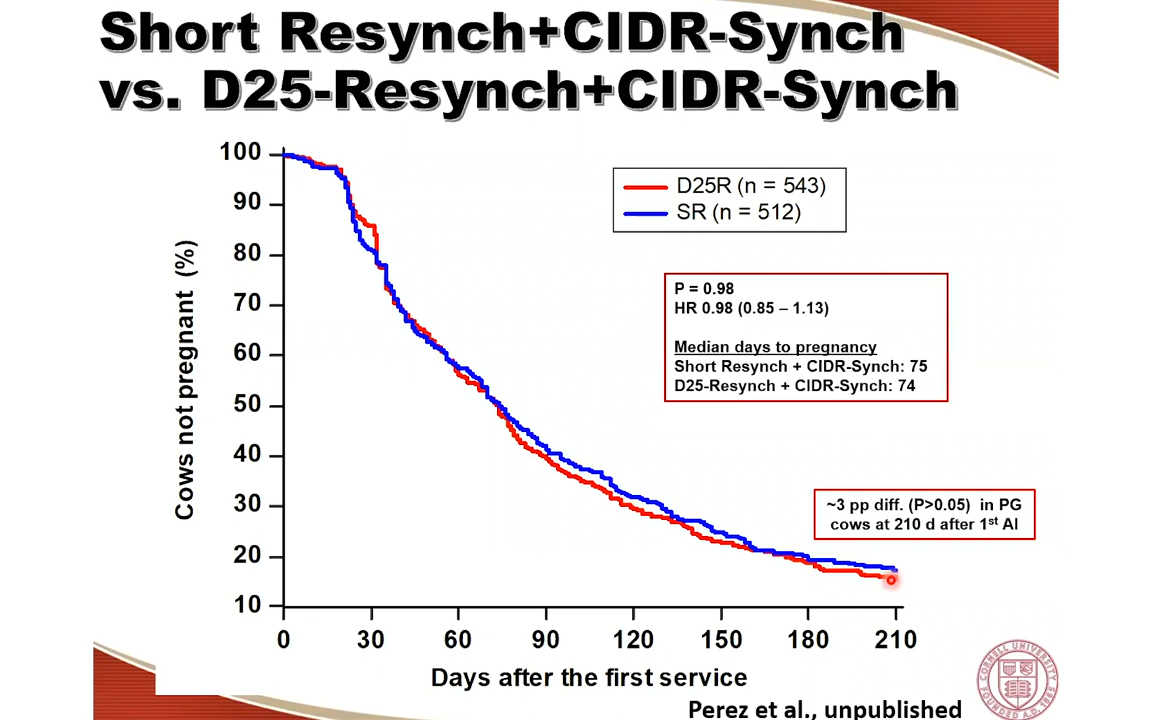 Short Resynch+CIDR-Synch
vs. D25-Resynch+CIDR-Synch
100
90
80
70
60
50
40
30
20
10
Cows not pregnant (%)
D25R (n = 543)
SR (n = 512)
P = 0.98
HR 0.98 (0.85 – 1.13)
Median days to pregnancy
Short Resynch + CIDR-Synch: 75
D25-Resynch + CIDR-Synch: 74
~3 pp diff. (P>0.05) in PG
cows at 210 d after 1st AI
0 30 60 90 120 150 180 210
Days after the first service
CORNELL UNIVERSITY
FOUNDED A.D. 1865
Perez et al., unpublished